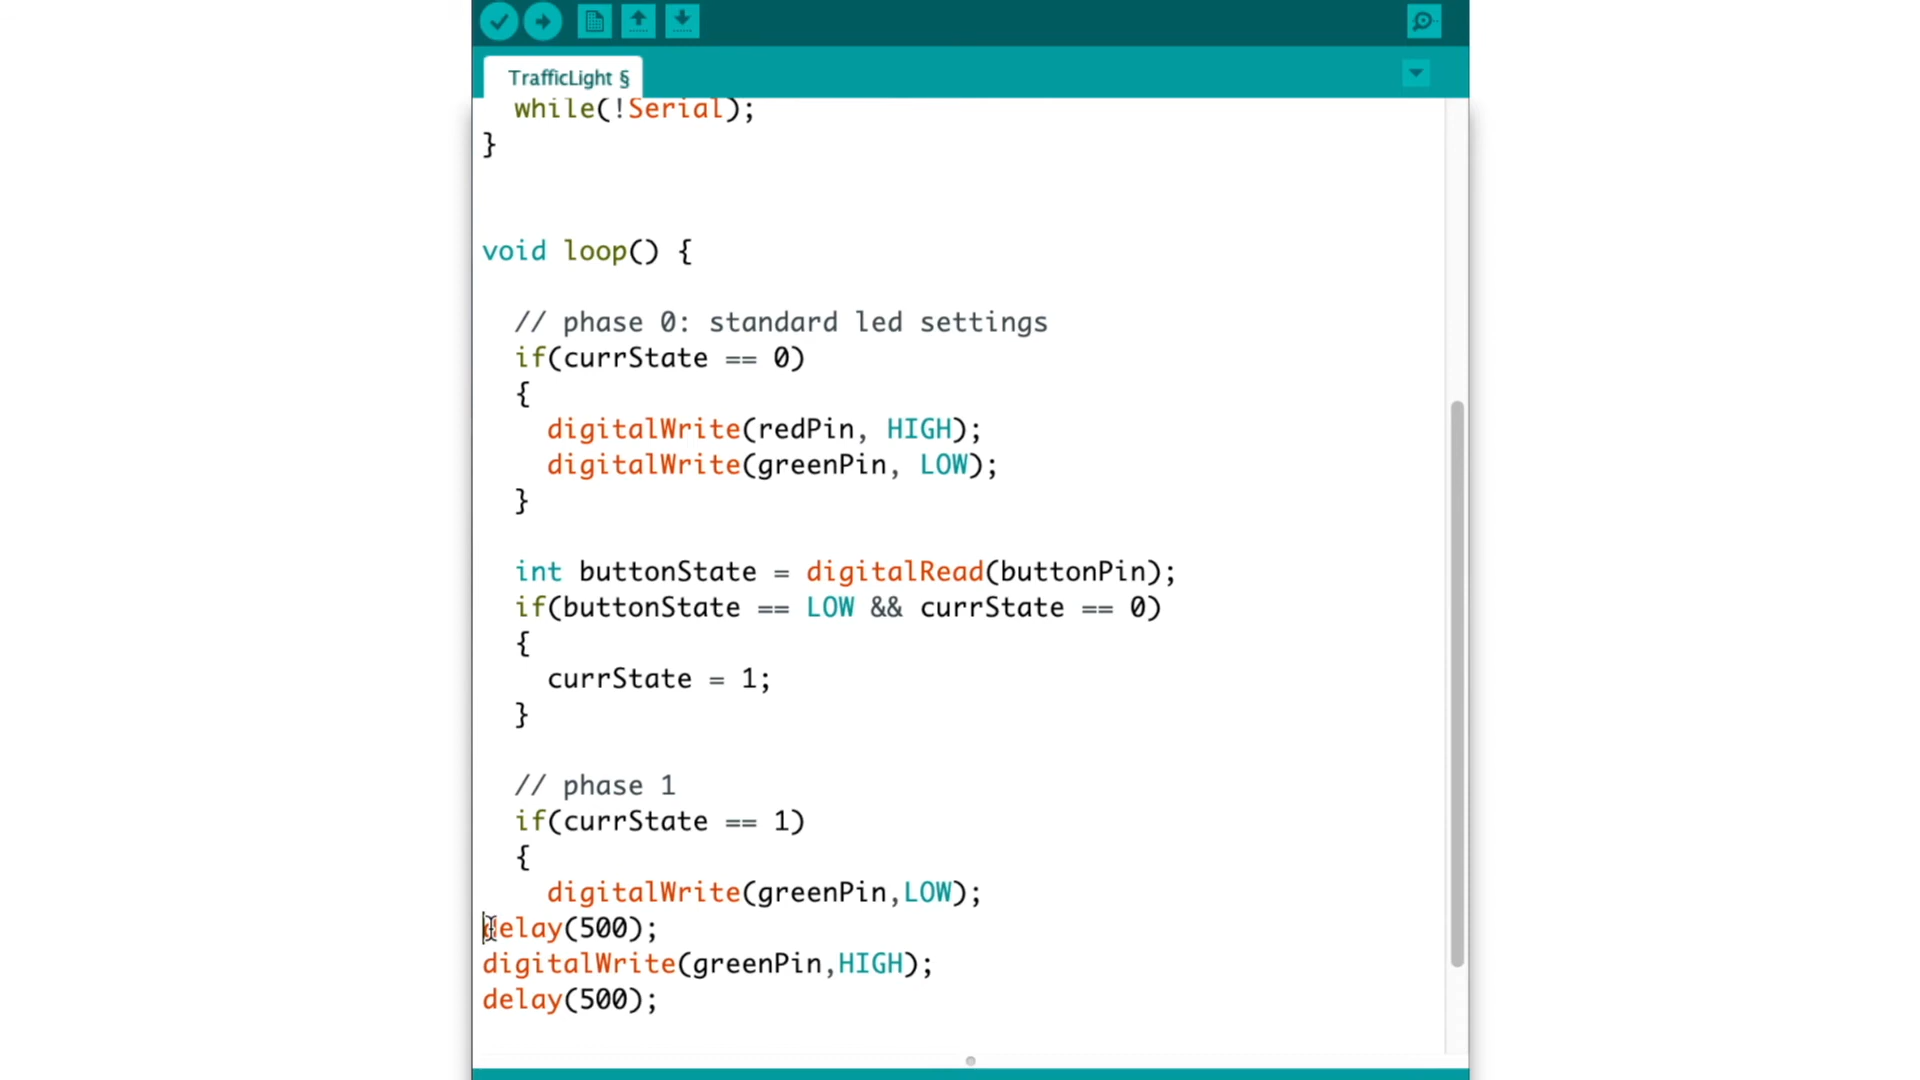 TrafficLight §
while(!Serial);
}
void loop() {
// phase 0: standard led settings
if(currState == 0)
{
digitalWrite(redPin, HIGH);
digitalWrite(greenPin, LOW);
}
int buttonState = digitalRead(buttonPin);
if(buttonState == LOW && currState == 0)
{
currState = 1;
}
// phase 1
if(currState == 1)
{
digitalWrite(greenPin,LOW);
delay(500);
digitalWrite(greenPin,HIGH);
delay(500);